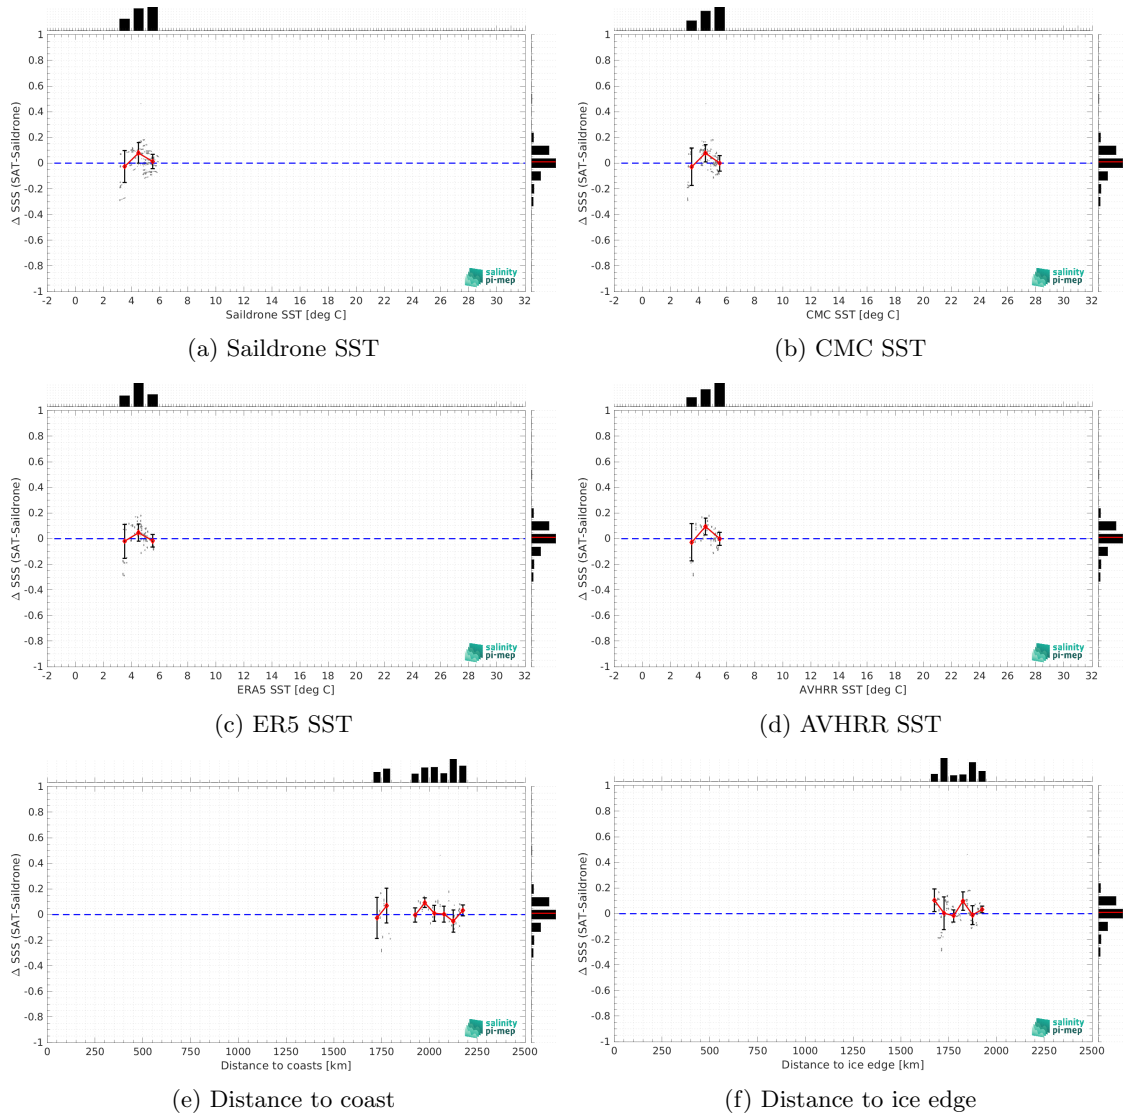 1
0.8
0.6
0.4
0.2
0
-0.2
-0.4
-0.6
-0.8
-1
Δ SSS (SAT-Saildrone)
-2 0 2 4 6 8 10 12 14 16 18 20 22 24 26 28 30 32
Saildrone SST [deg C]
salinity
pi-mep
(a) Saildrone SST
1
0.8
0.6
0.4
0.2
0
-0.2
-0.4
-0.6
-0.8
-1
Δ SSS (SAT-Saildrone)
-2 0 2 4 6 8 10 12 14 16 18 20 22 24 26 28 30 32
CMC SST [deg C]
salinity
pi-mep
(b) CMC SST
1
0.8
0.6
0.4
0.2
0
-0.2
-0.4
-0.6
-0.8
-1
Δ SSS (SAT-Saildrone)
-2 0 2 4 6 8 10 12 14 16 18 20 22 24 26 28 30 32
ERA5 SST [deg C]
salinity
pi-mep
(c) ER5 SST
1
0.8
0.6
0.4
0.2
0
-0.2
-0.4
-0.6
-0.8
-1
Δ SSS (SAT-Saildrone)
-2 0 2 4 6 8 10 12 14 16 18 20 22 24 26 28 30 32
AVHRR SST [deg C]
salinity
pi-mep
(d) AVHRR SST
1
0.8
0.6
0.4
0.2
0
-0.2
-0.4
-0.6
-0.8
-1
Δ SSS (SAT-Saildrone)
0 250 500 750 1000 1250 1500 1750 2000 2250 2500
Distance to coasts [km]
salinity
pi-mep
(e) Distance to coast
1
0.8
0.6
0.4
0.2
0
-0.2
-0.4
-0.6
-0.8
-1
Δ SSS (SAT-Saildrone)
0 250 500 750 1000 1250 1500 1750 2000 2250 2500
Distance to ice edge [km]
salinity
pi-mep
(f) Distance to ice edge